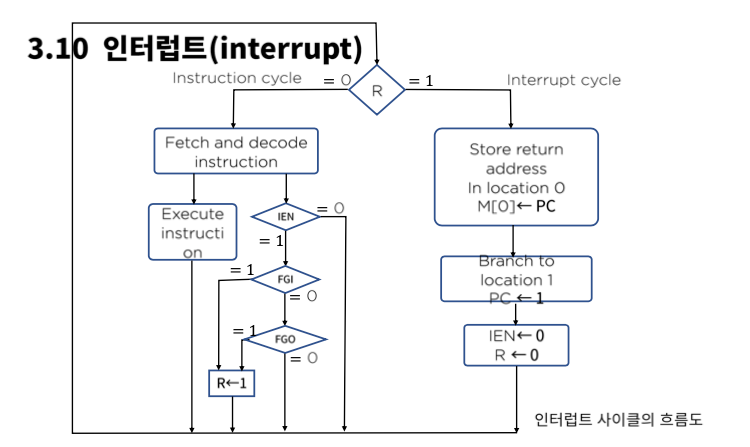 3.10 인터럽트(interrupt)
Instruction cycle
= 0
R
= 1
Interrupt cycle
Fetch and decode
instruction
Store return
address
In location 0
M[0]← PC
Execute
instructi
on
IEN
= 0
= 1
FGI
= 1
= 0
Branch to
location 1
PC ← 1
FGO
= 1
= 0
IEN← 0
R ← 0
R←1
인터럽트 사이클의 흐름도